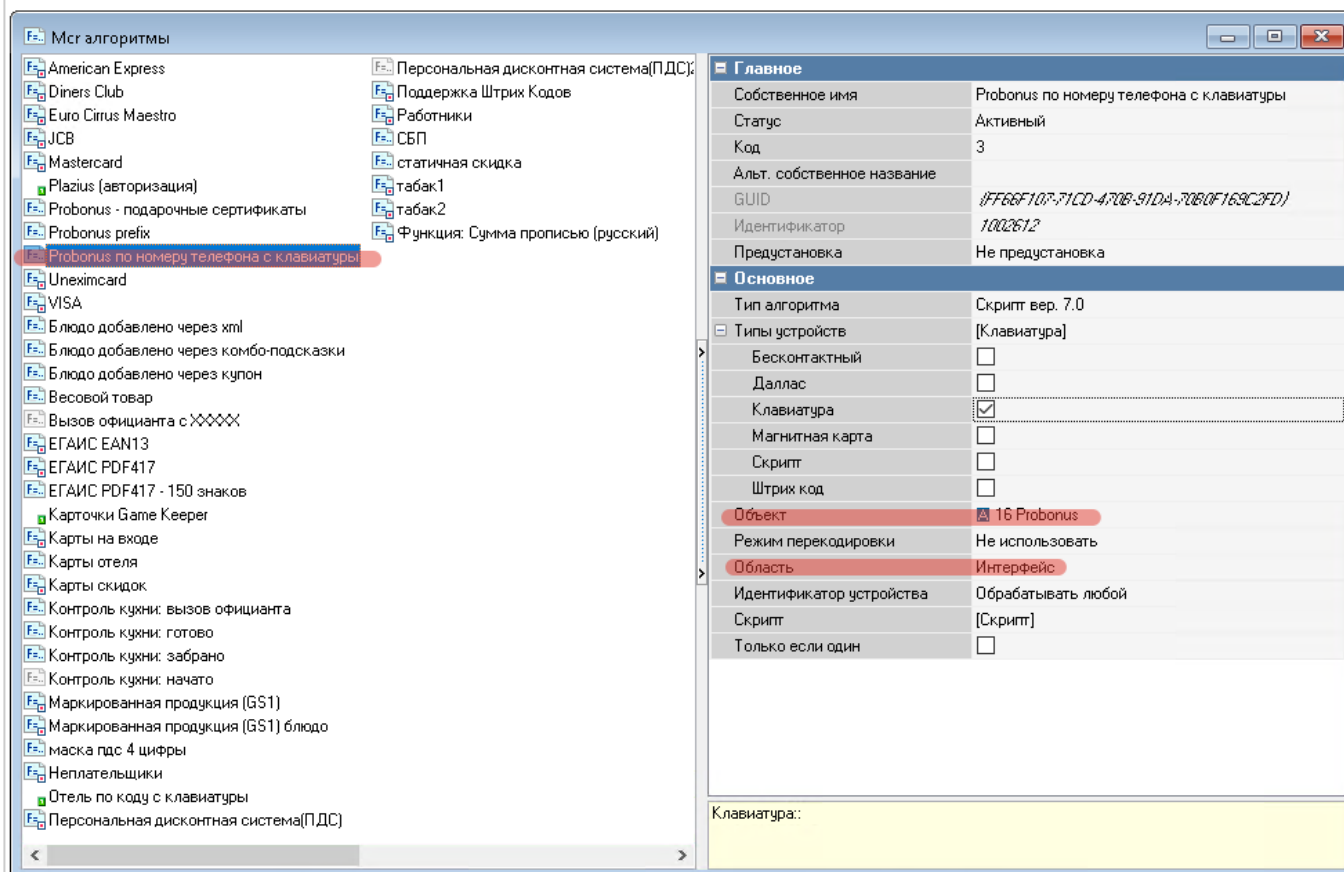 Mcr алгоритмы
American Express
Diners Club
Euro Cirrus Maestro
JCB
Mastercard
Plazius (авторизация)
Probonus - подарочные сертификаты
Probonus prefix
Probonus по номеру телефона с клавиатуры
Uneximcard
VISA
Блюдо добавлено через xml
Блюдо добавлено через комбо-подсказки
Блюдо добавлено через купон
Весовой товар
Вызов официанта с XXXXX
ЕГАИС EAN13
ЕГАИС PDF417
ЕГАИС PDF417 - 150 знаков
Карточки Game Keeper
Карты на входе
Карты отеля
Карты скидок
Контроль кухни: вызов официанта
Контроль кухни: готово
Контроль кухни: забрано
Контроль кухни: начато
Маркированная продукция (GS1)
Маркированная продукция (GS1) блюдо
маска пдс 4 цифры
Неплательщики
Отель по коду с клавиатуры
Персональная дисконтная система(ПДС)
Персональная дисконтная система(ПДС)2
Поддержка Штрих Кодов
Работники
СБП
статичная скидка
табак1
табак2
Функция: Сумма прописью (русский)
Главное
Собственное имя Probonus по номеру телефона с клавиатуры
Статус Активный
Код 3
Альт. собственное название
GUID {FF66F107-71CD-470B-91DA-70B0F169C2FD}
Идентификатор 1002612
Предустановка Не предустановка
Основное
Тип алгоритма Скрипт вер. 7.0
Типы устройств [Клавиатура]
Бесконтактный
Даллас
Клавиатура
Магнитная карта
Скрипт
Штрих код
Объект 16 Probonus
Режим перекодировки Не использовать
Область Интерфейс
Идентификатор устройства Обрабатывать любой
Скрипт [Скрипт]
Только если один
Клавиатура::